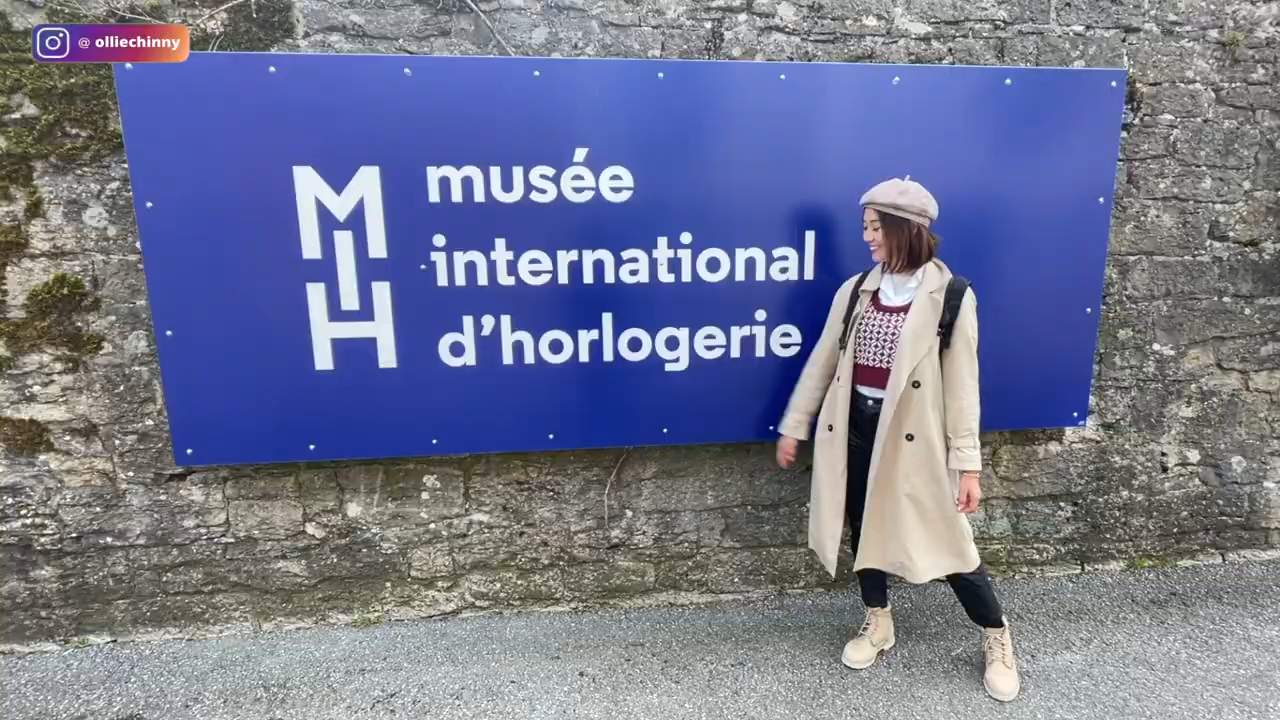 @ olliechinny
MIH
musée
international
d'horlogerie